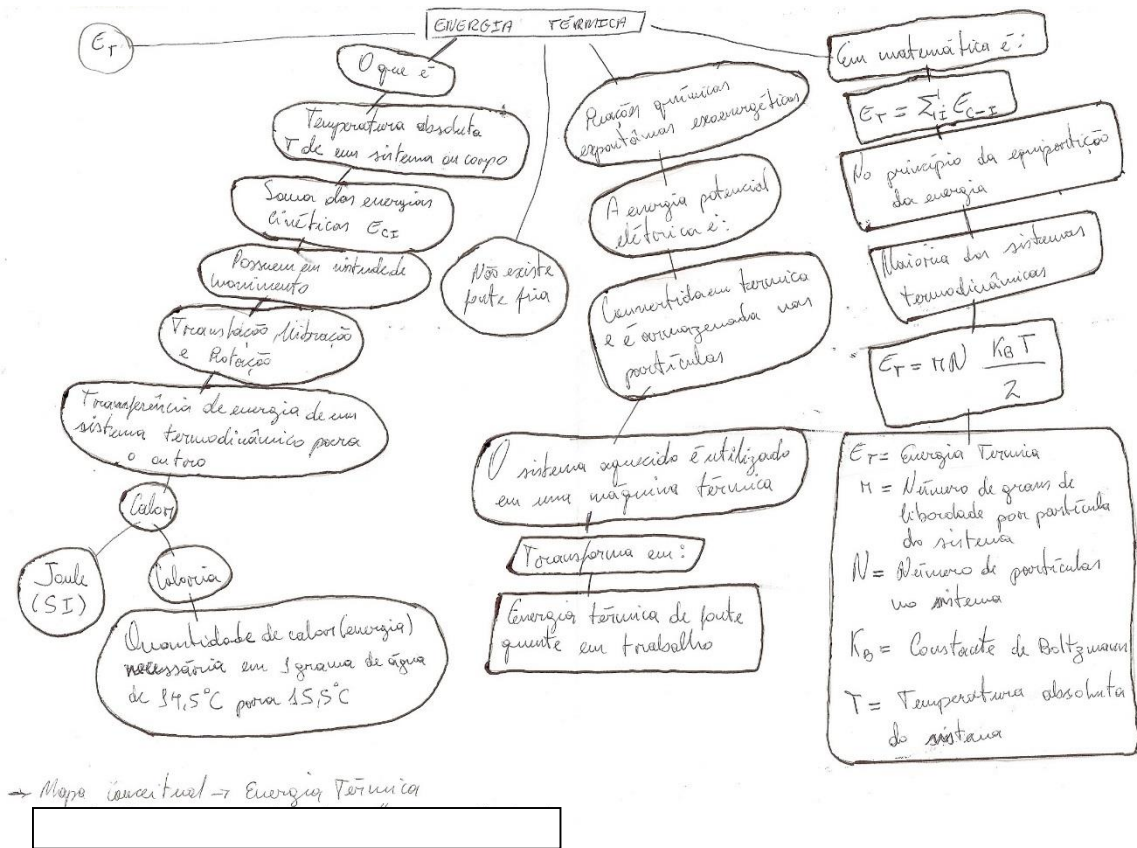 ENERGIA TÉRMICA
E_T
O que é
Temperatura absoluta
T de um sistema ou corpo
Soma das energias
Cinéticas E_CI
Possuem em virtude de
movimento
Translação, Vibração
e Rotação
Transferência de energia de um
sistema termodinâmico para
o outro
Calor
Joule
(SI)
Caloria
Quantidade de calor (energia)
necessária em 1 grama de água
de 14,5°C para 15,5°C
Não existe
fonte fria
Reações químicas
espontâneas exoenergéticas
A energia potencial
elétrica é:
Convertida em térmica
e é armazenada nas
partículas
O sistema aquecido é utilizado
em uma máquina térmica
Transforma em:
Energia térmica de fonte
quente em trabalho
Em matemática é:
E_T = Σ_I E_C-I
No princípio da equipartição
da energia
Maioria dos sistemas
termodinâmicos
E_T = nN K_B T / 2
E_T = Energia Termia
n = Número de graus de
liberdade por partícula
do sistema
N = Número de partículas
no sistema
K_B = Constate de Boltzmann
T = Temperatura absoluta
do sistema
→ Mapa conceitual → Energia Térmica